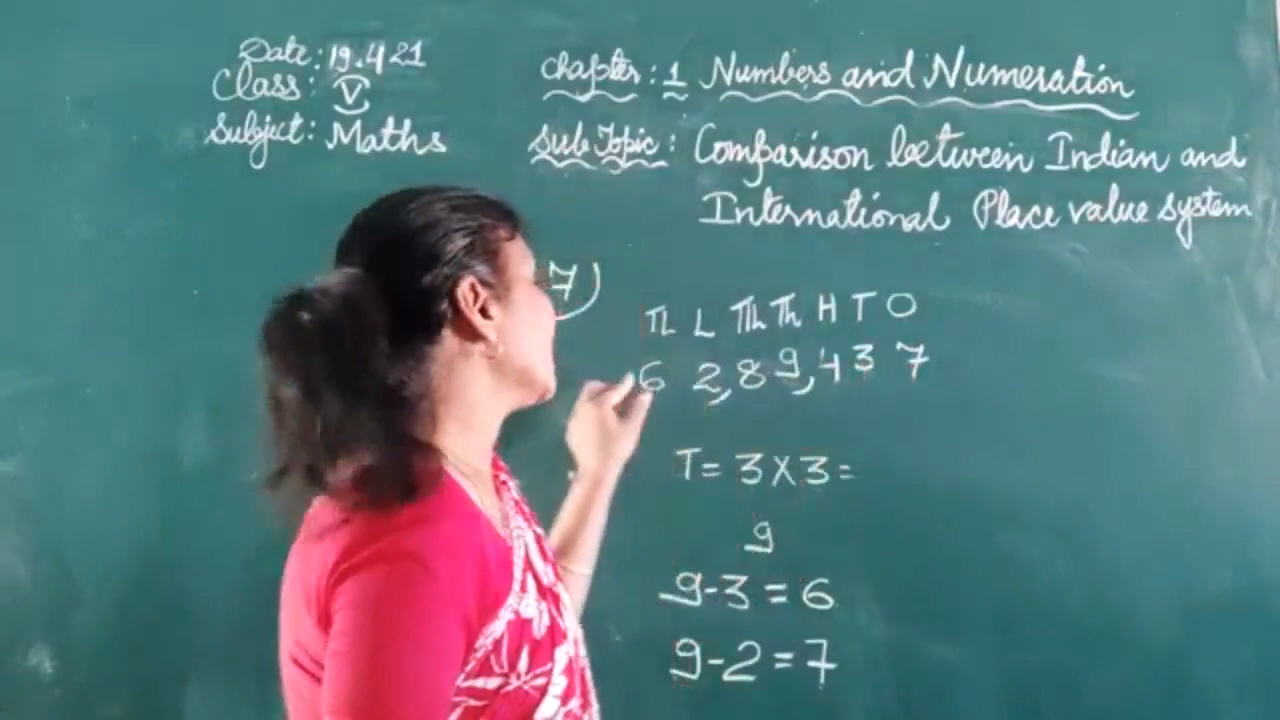 Date: 19.4 21
Class: V
Subject: Maths
Chapter: 1 Numbers and Numeration
Sub Topic: Comparison between Indian and
International Place value system
7)
TL L TTh Th H T O
6 2,8 9,4 3 7
T = 3 X 3 =
9
9-3 = 6
9-2 = 7